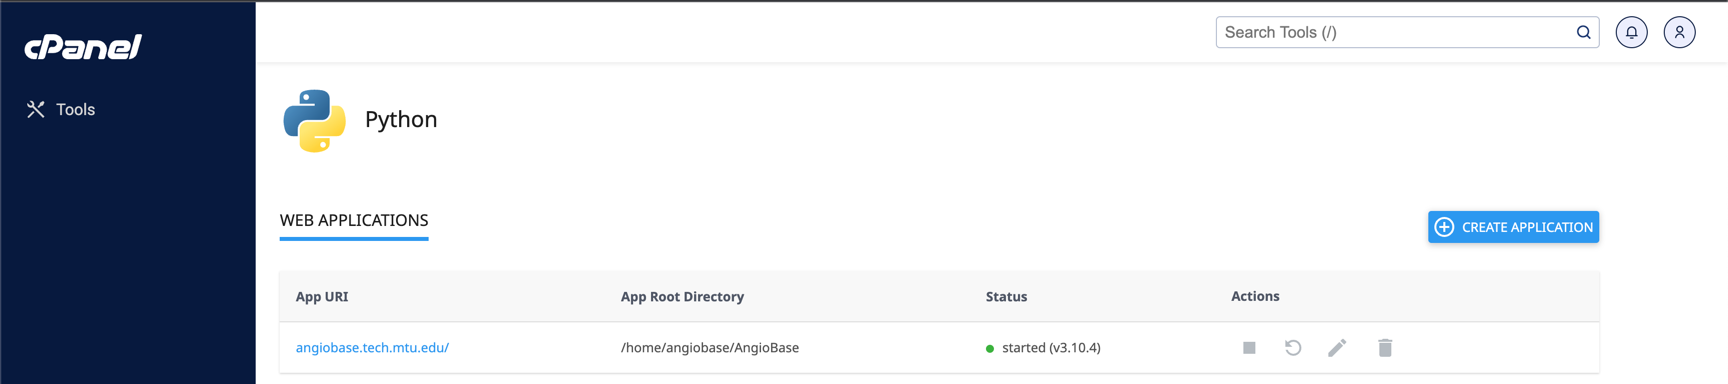 cPanel
Search Tools (/)
Tools
Python
WEB APPLICATIONS
CREATE APPLICATION
App URI App Root Directory Status Actions
angiobase.tech.mtu.edu/ /home/angiobase/AngioBase started (v3.10.4)